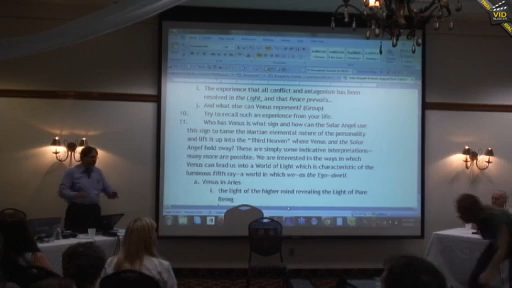 VID
i. The experience that all conflict and antagonism has been
resolved in the Light, and that Peace prevails...
j. And what else can Venus represent? (Group)
10. Try to recall such an experience from your life.
11. Who has Venus in what sign and how can the Solar Angel use
this sign to tame the martian elemental nature of the personality
and lift it up into the "Third Heaven" where Venus and the Solar
Angel hold sway? These are simply some indicative interpretations—
many more are possible. We are interested in the ways in which
Venus can lead us into a World of Light which is characteristic of the
luminous Fifth Ray—a world in which we—as the Ego—dwell.
a. Venus in Aries
i. the light of the higher mind revealing the Light of Pure
Being